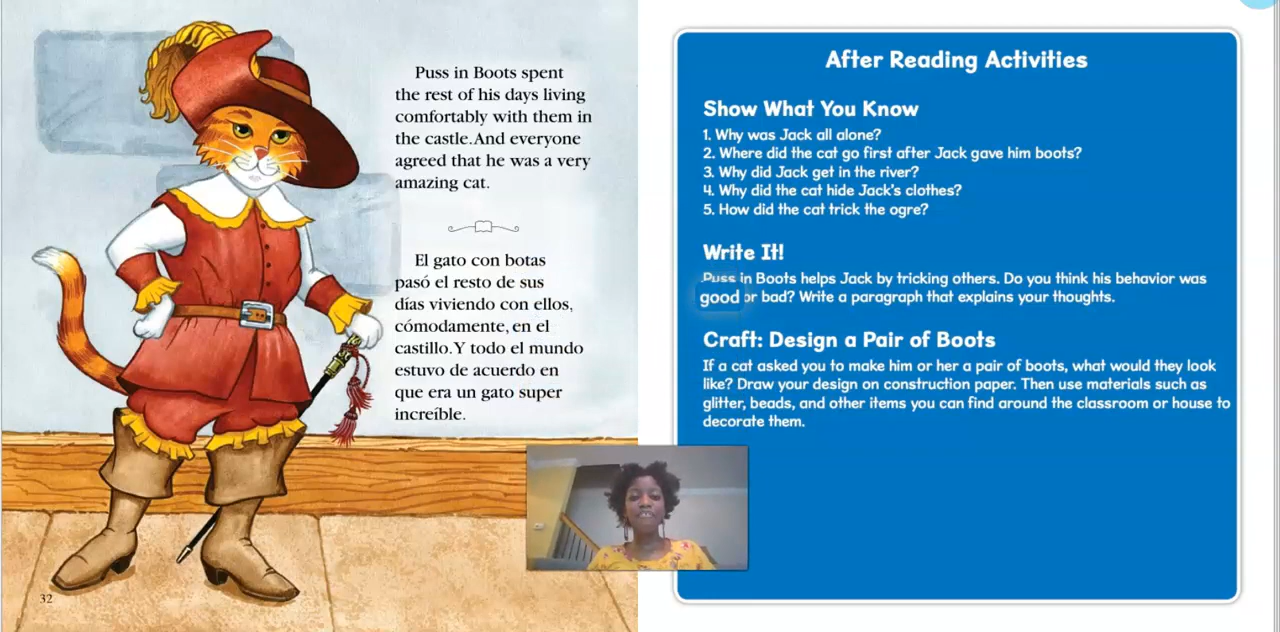 Puss in Boots spent
the rest of his days living
comfortably with them in
the castle. And everyone
agreed that he was a very
amazing cat.
El gato con botas
pasó el resto de sus
días viviendo con ellos,
cómodamente, en el
castillo. Y todo el mundo
estuvo de acuerdo en
que era un gato super
increíble.
32
After Reading Activities
Show What You Know
1. Why was Jack all alone?
2. Where did the cat go first after Jack gave him boots?
3. Why did Jack get in the river?
4. Why did the cat hide Jack's clothes?
5. How did the cat trick the ogre?
Write It!
Puss in Boots helps Jack by tricking others. Do you think his behavior was
good or bad? Write a paragraph that explains your thoughts.
Craft: Design a Pair of Boots
If a cat asked you to make him or her a pair of boots, what would they look
like? Draw your design on construction paper. Then use materials such as
glitter, beads, and other items you can find around the classroom or house to
decorate them.